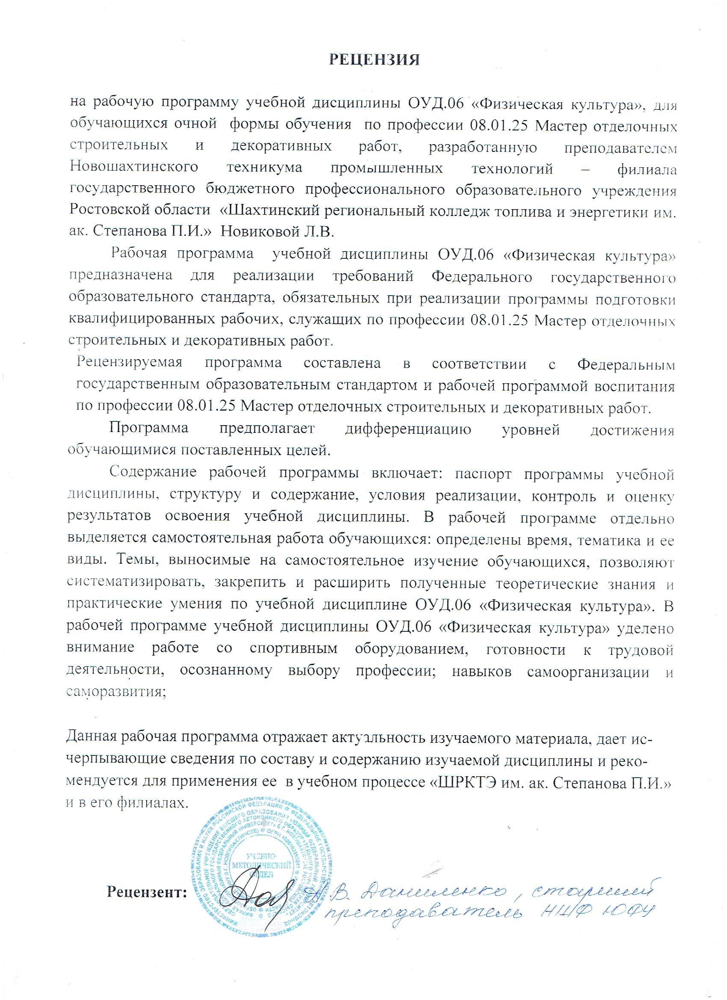 РЕЦЕНЗИЯ
на рабочую программу учебной дисциплины ОУД.06 «Физическая культура», для
обучающихся очной формы обучения по профессии 08.01.25 Мастер отделочных
строительных и декоративных работ, разработанную преподавателем
Новошахтинского техникума промышленных технологий – филиала
государственного бюджетного профессионального образовательного учреждения
Ростовской области «Шахтинский региональный колледж топлива и энергетики им.
ак. Степанова П.И.» Новиковой Л.В.
Рабочая программа учебной дисциплины ОУД.06 «Физическая культура»
предназначена для реализации требований Федерального государственного
образовательного стандарта, обязательных при реализации программы подготовки
квалифицированных рабочих, служащих по профессии 08.01.25 Мастер отделочных
строительных и декоративных работ.
Рецензируемая программа составлена в соответствии с Федеральным
государственным образовательным стандартом и рабочей программой воспитания
по профессии 08.01.25 Мастер отделочных строительных и декоративных работ.
Программа предполагает дифференциацию уровней достижения
обучающимися поставленных целей.
Содержание рабочей программы включает: паспорт программы учебной
дисциплины, структуру и содержание, условия реализации, контроль и оценку
результатов освоения учебной дисциплины. В рабочей программе отдельно
выделяется самостоятельная работа обучающихся: определены время, тематика и ее
виды. Темы, выносимые на самостоятельное изучение обучающихся, позволяют
систематизировать, закрепить и расширить полученные теоретические знания и
практические умения по учебной дисциплине ОУД.06 «Физическая культура». В
рабочей программе учебной дисциплины ОУД.06 «Физическая культура» уделено
внимание работе со спортивным оборудованием, готовности к трудовой
деятельности, осознанному выбору профессии; навыков самоорганизации и
саморазвития;
Данная рабочая программа отражает актуальность изучаемого материала, дает ис-
черпывающие сведения по составу и содержанию изучаемой дисциплины и реко-
мендуется для применения ее в учебном процессе «ШРКТЭ им. ак. Степанова П.И.»
и в его филиалах.
УЧЕБНО-
МЕТОДИЧЕСКИЙ
ОТДЕЛ
Рецензент: В. Даниленко, старший
преподаватель НШФ ЮФУ